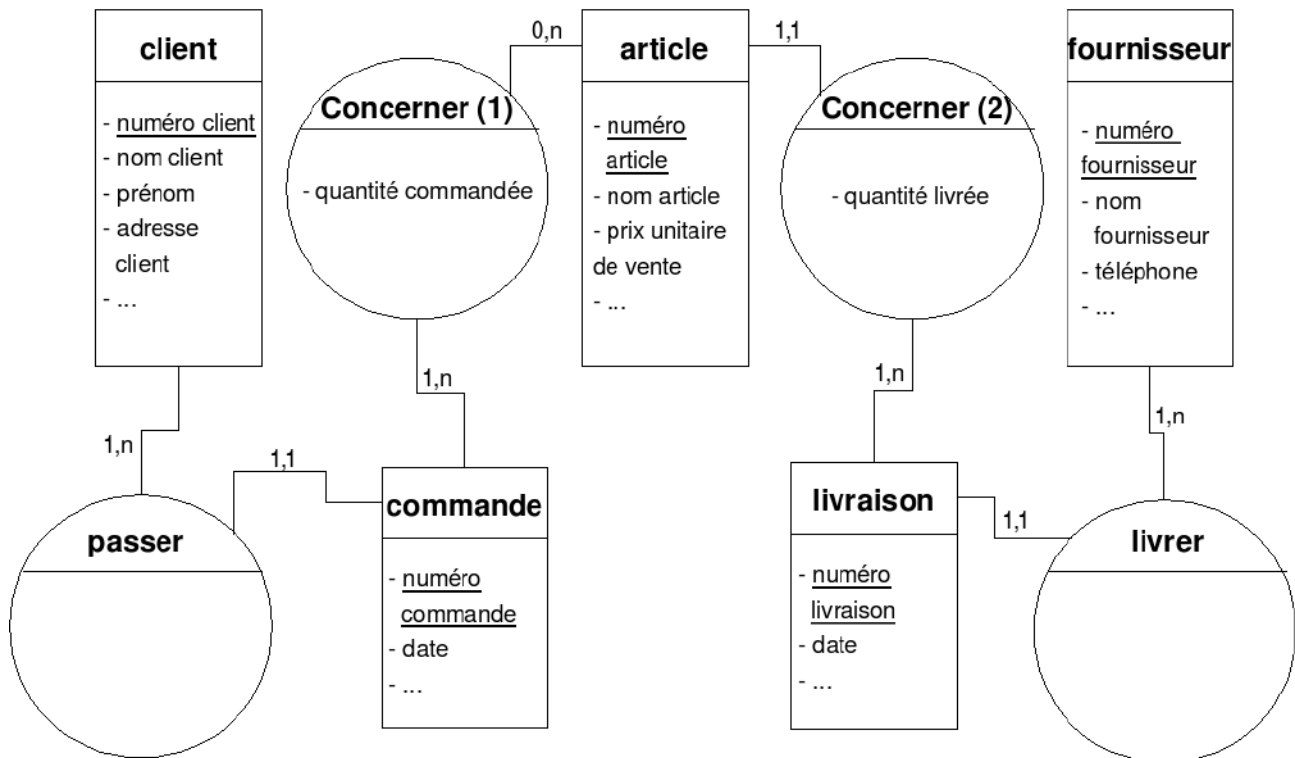 client
- numéro client
- nom client
- prénom
- adresse
client
- ...
1,n
passer
1,1
0,n
Concerner (1)
- quantité commandée
1,n
commande
- numéro
commande
- date
- ...
article
- numéro
article
- nom article
- prix unitaire
de vente
- ...
1,1
Concerner (2)
- quantité livrée
1,n
livraison
- numéro
livraison
- date
- ...
1,1
fournisseur
- numéro
fournisseur
- nom
fournisseur
- téléphone
- ...
1,n
livrer